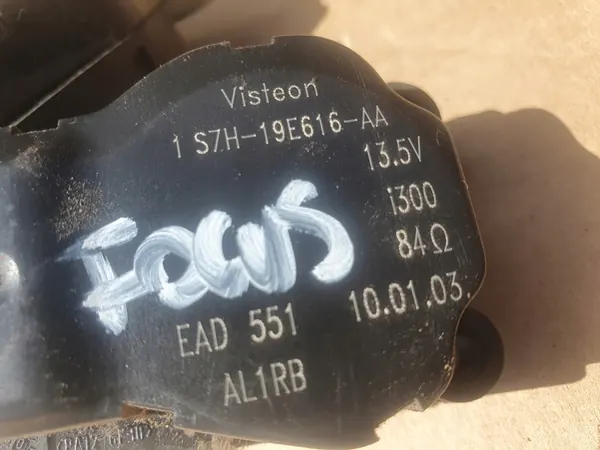 Visteon
1 S7H-19E616-AA
13.5V
i300
84Ω
FOCUS
EAD 551
10.01.03.
AL1RB